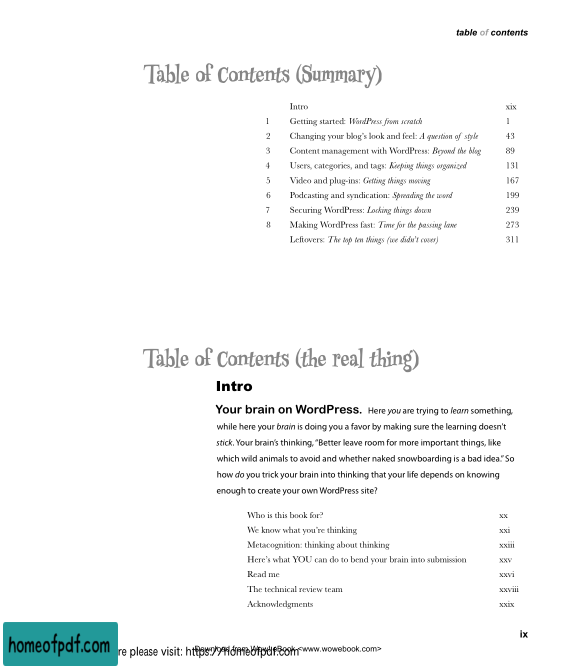 table of contents
Table of Contents (Summary)
Intro xix
1 Getting started: WordPress from scratch 1
2 Changing your blog's look and feel: A question of style 43
3 Content management with WordPress: Beyond the blog 89
4 Users, categories, and tags: Keeping things organized 131
5 Video and plug-ins: Getting things moving 167
6 Podcasting and syndication: Spreading the word 199
7 Securing WordPress: Locking things down 239
8 Making WordPress fast: Time for the passing lane 273
Leftovers: The top ten things (we didn't cover) 311
Table of Contents (the real thing)
Intro
Your brain on WordPress. Here you are trying to learn something,
while here your brain is doing you a favor by making sure the learning doesn't
stick. Your brain's thinking, “Better leave room for more important things, like
which wild animals to avoid and whether naked snowboarding is a bad idea.” So
how do you trick your brain into thinking that your life depends on knowing
enough to create your own WordPress site?
Who is this book for? xx
We know what you're thinking xxi
Metacognition: thinking about thinking xxiii
Here's what YOU can do to bend your brain into submission xxv
Read me xxvi
The technical review team xxviii
Acknowledgments xxix
ix
homeofpdf.com
re please visit: https://homeofpdf.com
Download from Wow! eBook <www.wowebook.com>